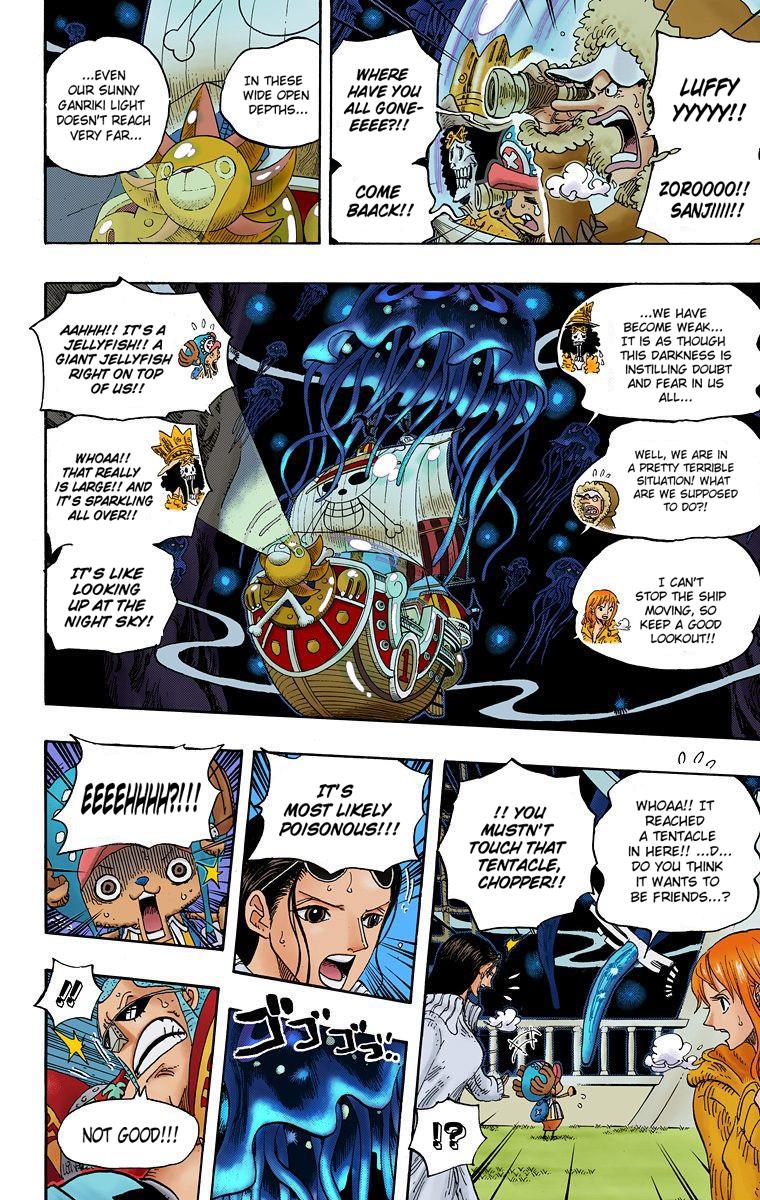 LUFFY
YYYYY!!
ZOROOOO!!
SANJIIII!!
WHERE
HAVE YOU
ALL GONE-
EEEE?!!
COME
BAACK!!
IN THESE
WIDE OPEN
DEPTHS...
...EVEN
OUR SUNNY
GANRIKI LIGHT
DOESN'T REACH
VERY FAR...
...WE HAVE
BECOME WEAK...
IT IS AS THOUGH
THIS DARKNESS IS
INSTILLING DOUBT
AND FEAR IN US
ALL...
WELL, WE ARE IN
A PRETTY TERRIBLE
SITUATION! WHAT
ARE WE SUPPOSED
TO DO?!
I CAN'T
STOP THE SHIP
MOVING, SO
KEEP A GOOD
LOOKOUT!!
1
AAHHH!! IT'S A
JELLYFISH!! A
GIANT JELLYFISH
RIGHT ON TOP
OF US!!
WHOAA!!
THAT REALLY
IS LARGE!! AND
IT'S SPARKLING
ALL OVER!!
IT'S LIKE
LOOKING
UP AT THE
NIGHT SKY!
WHOAA!! IT
REACHED
A TENTACLE
IN HERE!! ...D...
DO YOU THINK
IT WANTS TO
BE FRIENDS...?
!! YOU
MUSTN'T
TOUCH THAT
TENTACLE,
CHOPPER!!
!?
IT'S
MOST LIKELY
POISONOUS!!!
EEEEHHHH?!!!
ゴゴゴゴ..
!!
NOT GOOD!!!